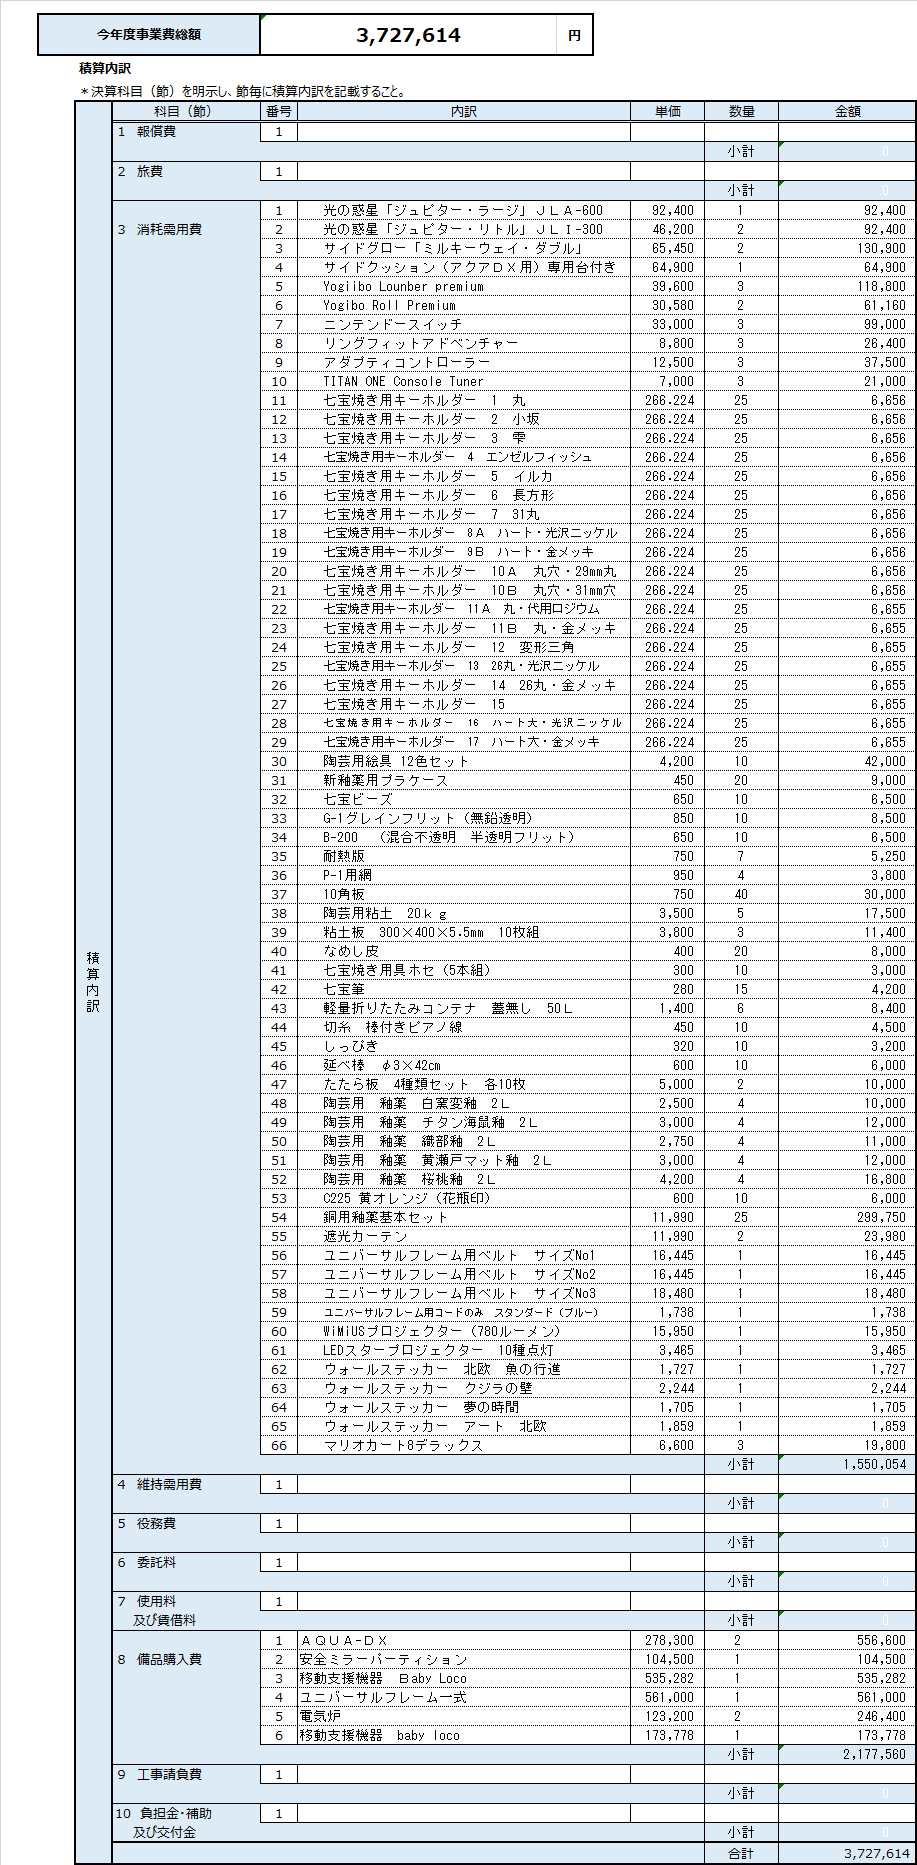 今年度事業費総額 3,727,614 円
積算内訳
＊決算科目（節）を明示し、節毎に積算内訳を記載すること。
科目（節） 番号 内訳 単価 数量 金額
1 報償費 1
小計 0
2 旅費 1
小計 0
1 光の惑星「ジュピター・ラージ」ＪＬＡ-600 92,400 1 92,400
3 消耗需用費 2 光の惑星「ジュピター・リトル」ＪＬＩ-300 46,200 2 92,400
3 サイドグロー「ミルキーウェイ・ダブル」 65,450 2 130,900
4 サイドクッション（アクアＤＸ用）専用台付き 64,900 1 64,900
5 Yogiibo Lounber premium 39,600 3 118,800
6 Yogibo Roll Premium 30,580 2 61,160
7 ニンテンドースイッチ 33,000 3 99,000
8 リングフィットアドベンチャー 8,800 3 26,400
9 アダプティコントローラー 12,500 3 37,500
10 TITAN ONE Console Tuner 7,000 3 21,000
11 七宝焼き用キーホルダー 1 丸 266.224 25 6,656
12 七宝焼き用キーホルダー 2 小坂 266.224 25 6,656
13 七宝焼き用キーホルダー 3 雫 266.224 25 6,656
14 七宝焼き用キーホルダー 4 エンゼルフィッシュ 266.224 25 6,656
15 七宝焼き用キーホルダー 5 イルカ 266.224 25 6,656
16 七宝焼き用キーホルダー 6 長方形 266.224 25 6,656
17 七宝焼き用キーホルダー 7 31丸 266.224 25 6,656
18 七宝焼き用キーホルダー 8Ａ ハート・光沢ニッケル 266.224 25 6,656
19 七宝焼き用キーホルダー 9Ｂ ハート・金メッキ 266.224 25 6,656
20 七宝焼き用キーホルダー 10Ａ 丸穴・29mm丸 266.224 25 6,656
21 七宝焼き用キーホルダー 10Ｂ 丸穴・31mm穴 266.224 25 6,656
22 七宝焼き用キーホルダー 11Ａ 丸・代用ロジウム 266.224 25 6,655
23 七宝焼き用キーホルダー 11Ｂ 丸・金メッキ 266.224 25 6,655
24 七宝焼き用キーホルダー 12 変形三角 266.224 25 6,655
25 七宝焼き用キーホルダー 13 26丸・光沢ニッケル 266.224 25 6,655
26 七宝焼き用キーホルダー 14 26丸・金メッキ 266.224 25 6,655
27 七宝焼き用キーホルダー 15 266.224 25 6,655
28 七宝焼き用キーホルダー 16 ハート大・光沢ニッケル 266.224 25 6,655
29 七宝焼き用キーホルダー 17 ハート大・金メッキ 266.224 25 6,655
30 陶芸用絵具 12色セット 4,200 10 42,000
31 新釉薬用プラケース 450 20 9,000
32 七宝ビーズ 650 10 6,500
33 G-1グレインフリット（無鉛透明） 850 10 8,500
34 B-200 （混合不透明 半透明フリット） 650 10 6,500
35 耐熱版 750 7 5,250
36 P-1用網 950 4 3,800
37 10角板 750 40 30,000
38 陶芸用粘土 20ｋｇ 3,500 5 17,500
39 粘土板 300×400×5.5mm 10枚組 3,800 3 11,400
40 なめし皮 400 20 8,000
41 七宝焼き用具ホセ（5本組） 300 10 3,000
42 七宝筆 280 15 4,200
43 軽量折りたたみコンテナ 蓋無し 50Ｌ 1,400 6 8,400
44 切糸 棒付きピアノ線 450 10 4,500
45 しっぴき 320 10 3,200
46 延べ棒 φ3×42cm 600 10 6,000
47 たたら板 4種類セット 各10枚 5,000 2 10,000
48 陶芸用 釉薬 白窯変釉 2Ｌ 2,500 4 10,000
49 陶芸用 釉薬 チタン海鼠釉 2Ｌ 3,000 4 12,000
50 陶芸用 釉薬 織部釉 2Ｌ 2,750 4 11,000
51 陶芸用 釉薬 黄瀬戸マット釉 2Ｌ 3,000 4 12,000
52 陶芸用 釉薬 桜桃釉 2Ｌ 4,200 4 16,800
53 C225 黄オレンジ（花瓶印） 600 10 6,000
54 銅用釉薬基本セット 11,990 25 299,750
55 遮光カーテン 11,990 2 23,980
56 ユニバーサルフレーム用ベルト サイズNo1 16,445 1 16,445
57 ユニバーサルフレーム用ベルト サイズNo2 16,445 1 16,445
58 ユニバーサルフレーム用ベルト サイズNo3 18,480 1 18,480
59 ユニバーサルフレーム用コードのみ スタンダード（ブルー） 1,738 1 1,738
60 WiMiUSプロジェクター（780ルーメン） 15,950 1 15,950
61 LEDスタープロジェクター 10種点灯 3,465 1 3,465
62 ウォールステッカー 北欧 魚の行進 1,727 1 1,727
63 ウォールステッカー クジラの壁 2,244 1 2,244
64 ウォールステッカー 夢の時間 1,705 1 1,705
65 ウォールステッカー アート 北欧 1,859 1 1,859
66 マリオカート8デラックス 6,600 3 19,800
小計 1,550,054
積算内訳
4 維持需用費 1
小計 0
5 役務費 1
小計 0
6 委託料 1
小計 0
7 使用料 1
及び賃借料 小計 0
1 ＡＱＵＡ-ＤＸ 278,300 2 556,600
8 備品購入費 2 安全ミラーパーティション 104,500 1 104,500
3 移動支援機器 Ｂaby Loco 535,282 1 535,282
4 ユニバーサルフレーム一式 561,000 1 561,000
5 電気炉 123,200 2 246,400
6 移動支援機器 baby loco 173,778 1 173,778
小計 2,177,560
9 工事請負費 1
小計 0
10 負担金・補助 1
及び交付金 小計 0
合計 3,727,614